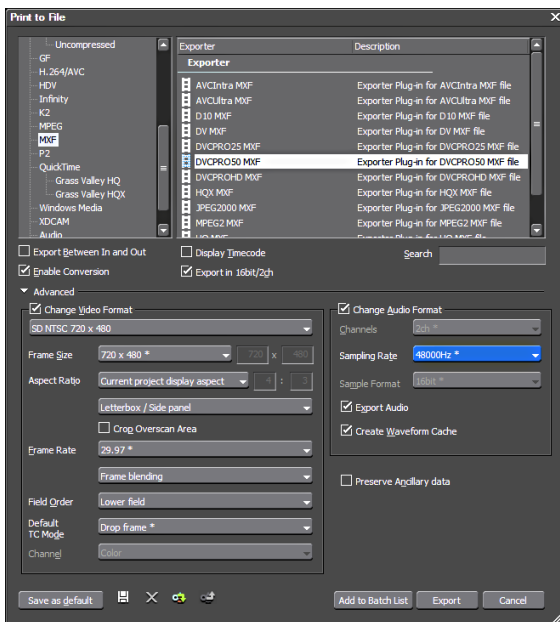 Print to File
Uncompressed
GF
H.264/AVC
HDV
Infinity
K2
MPEG
MXF
P2
QuickTime
Grass Valley HQ
Grass Valley HQX
Windows Media
XDCAM
Audio
Exporter Description
Exporter
AVCIntra MXF Exporter Plug-in for AVCIntra MXF file
AVCUltra MXF Exporter Plug-in for AVCUltra MXF file
D10 MXF Exporter Plug-in for D10 MXF file
DV MXF Exporter Plug-in for DV MXF file
DVCPRO25 MXF Exporter Plug-in for DVCPRO25 MXF file
DVCPRO50 MXF Exporter Plug-in for DVCPRO50 MXF file
DVCPROHD MXF Exporter Plug-in for DVCPROHD MXF file
HQX MXF Exporter Plug-in for HQX MXF file
JPEG2000 MXF Exporter Plug-in for JPEG2000 MXF file
MPEG2 MXF Exporter Plug-in for MPEG2 MXF file
Export Between In and Out
Display Timecode
Search
Enable Conversion
Export in 16bit/2ch
Advanced
Change Video Format
SD NTSC 720 x 480
Frame Size 720 x 480 * 720 x 480
Aspect Ratio Current project display aspect 4 : 3
Letterbox / Side panel
Crop Overscan Area
Frame Rate 29.97 *
Frame blending
Field Order Lower field
Default
TC Mode Drop frame *
Channel Color
Change Audio Format
Channels 2ch *
Sampling Rate 48000Hz *
Sample Format 16bit *
Export Audio
Create Waveform Cache
Preserve Ancillary data
Save as default
Add to Batch List
Export
Cancel